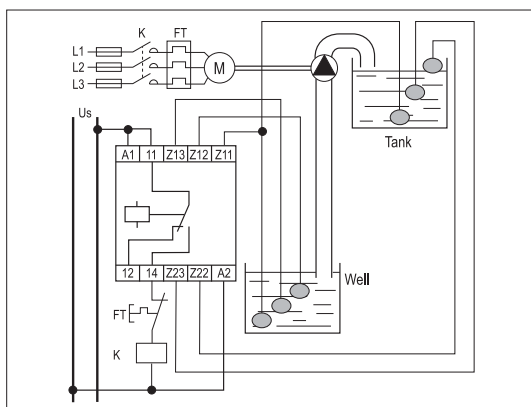 K FT
L1
L2
L3
M
Us
Tank
A1 11 Z13 Z12 Z11
12 14 Z23 Z22 A2
Well
FT
K